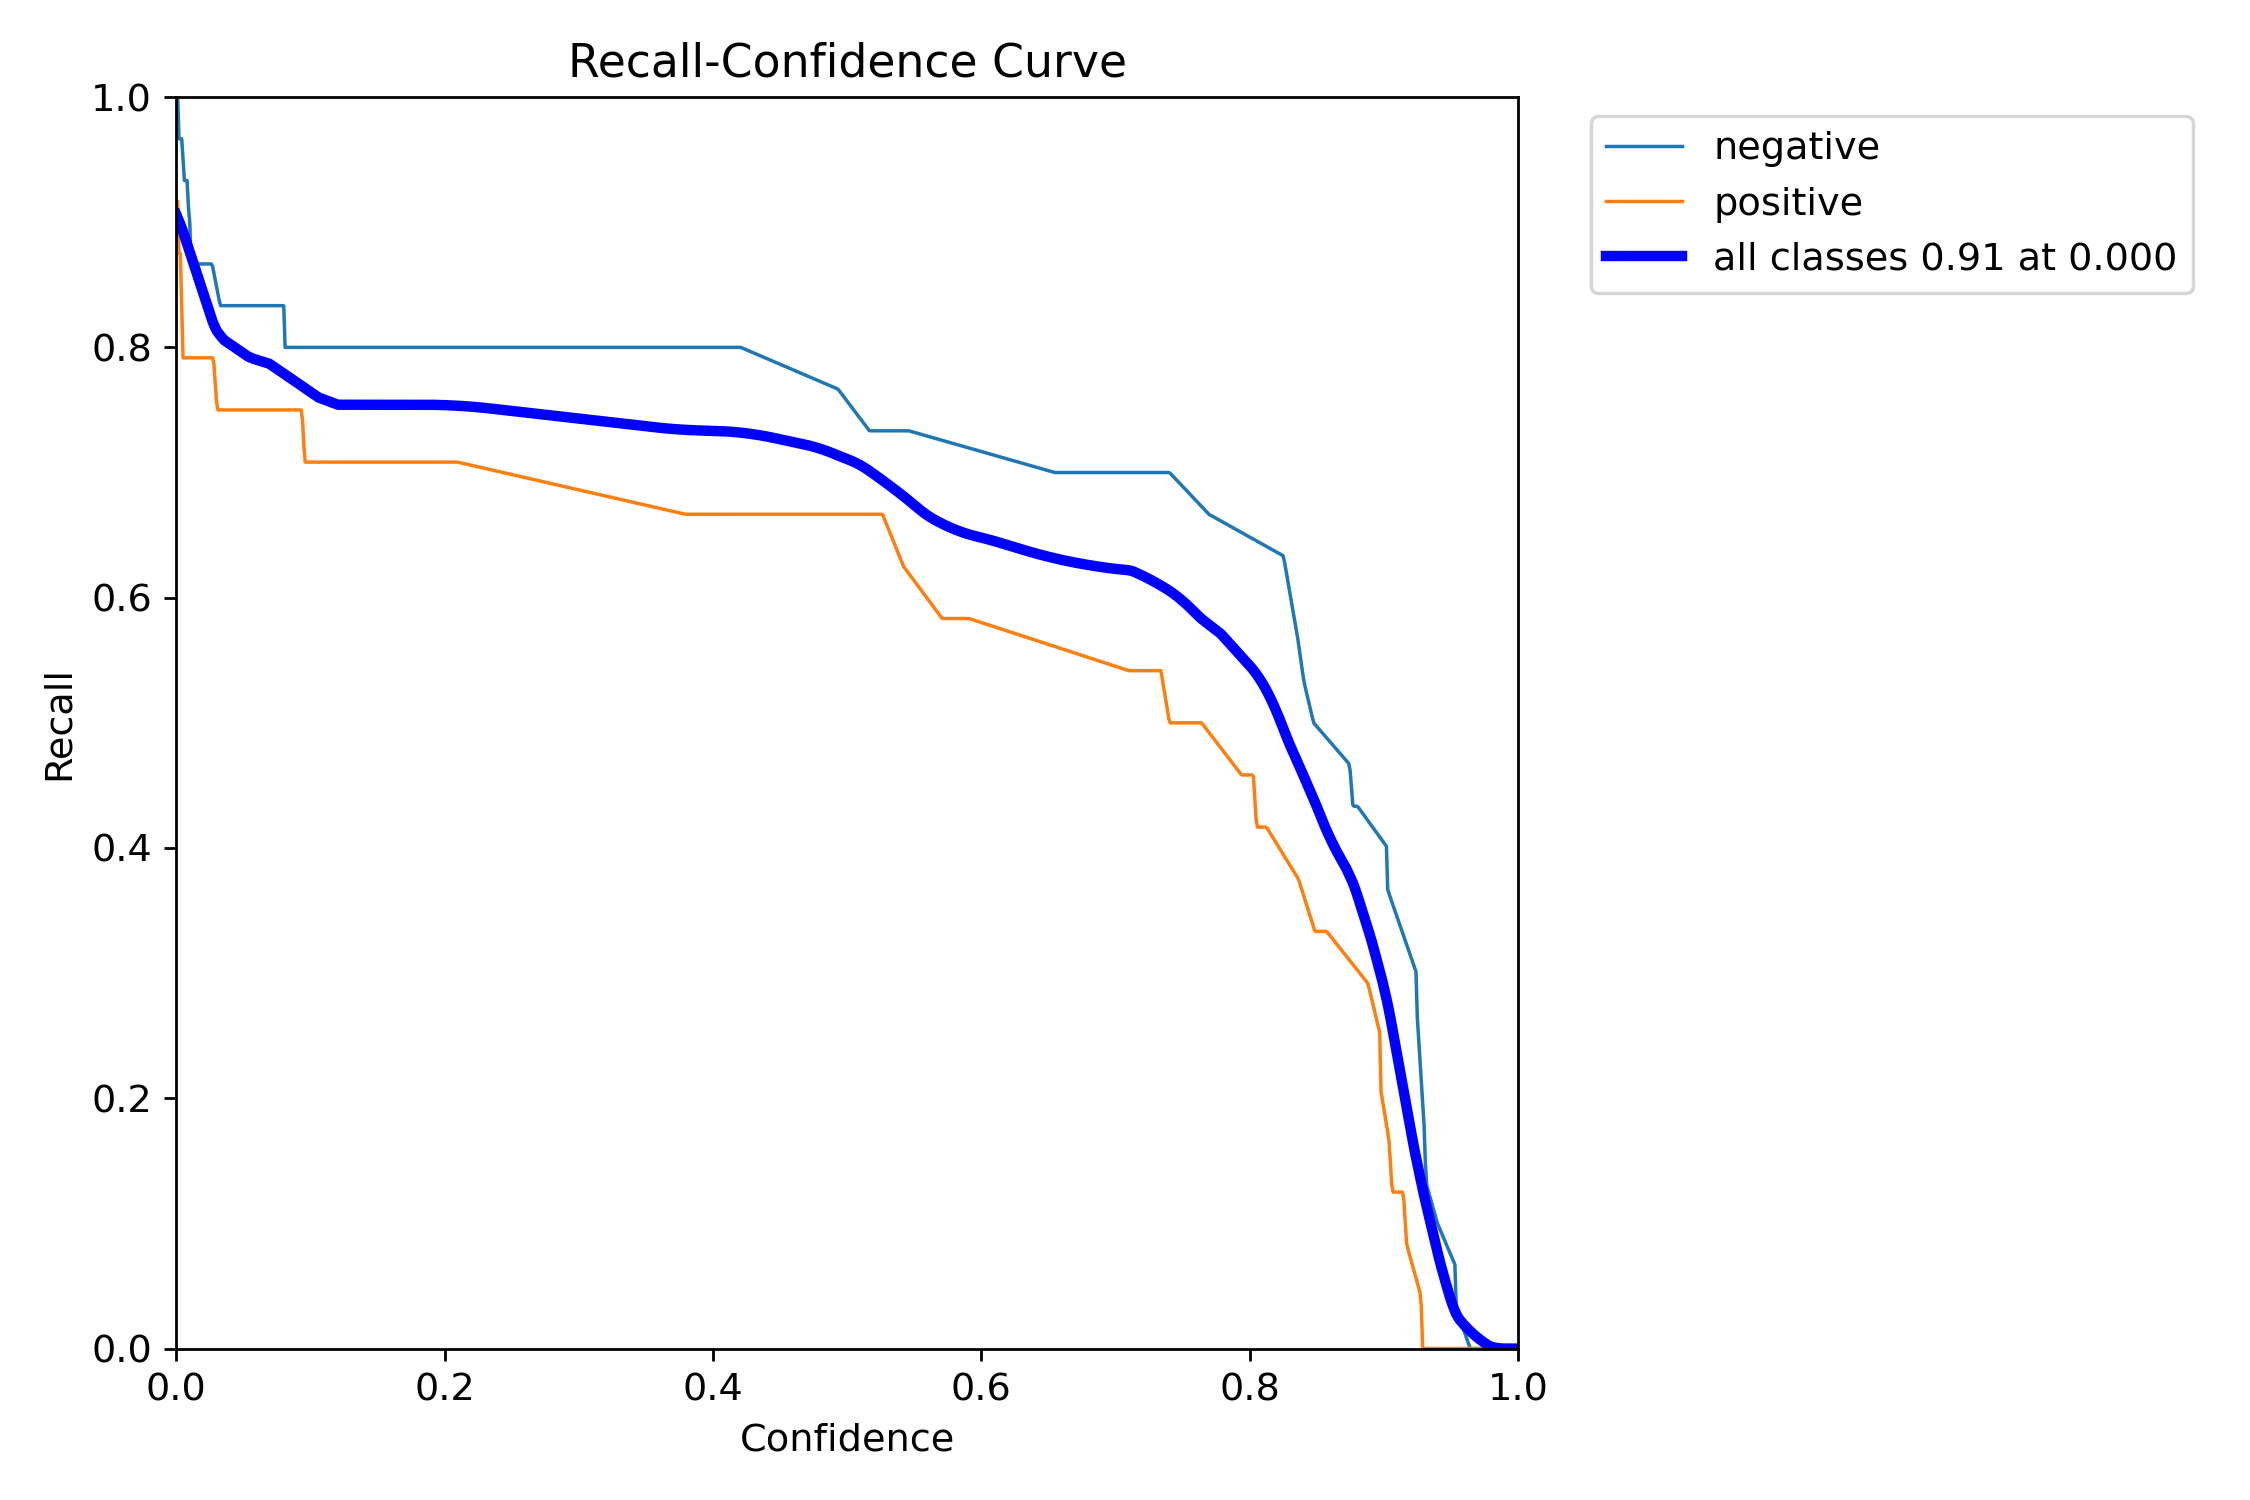 Recall-Confidence Curve
negative
positive
all classes 0.91 at 0.000
1.0
0.8
0.6
0.4
0.2
0.0
Recall
0.0 0.2 0.4 0.6 0.8 1.0
Confidence